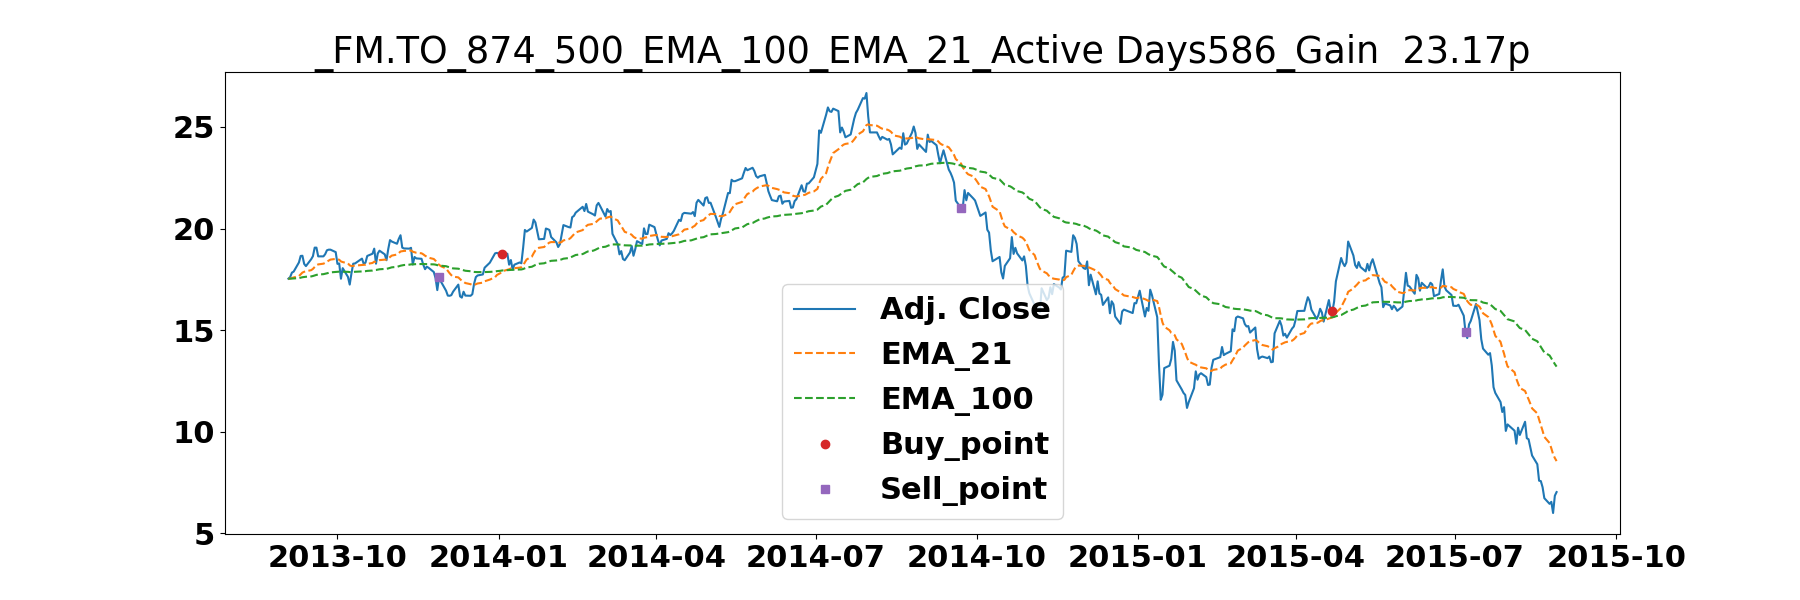 _FM.TO_874_500_EMA_100_EMA_21_Active Days586_Gain  23.17p
25
20
15
10
5
Adj. Close
EMA_21
EMA_100
Buy_point
Sell_point
2013-10 2014-01 2014-04 2014-07 2014-10 2015-01 2015-04 2015-07 2015-10